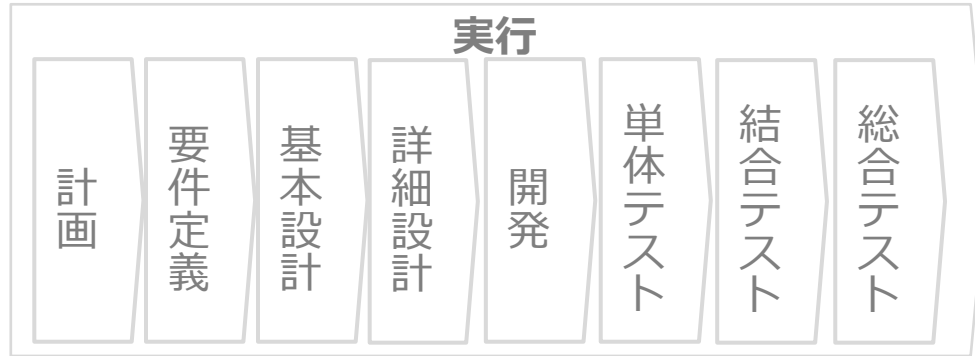 実行
計画
要件定義
基本設計
詳細設計
開発
単体テスト
結合テスト
総合テスト